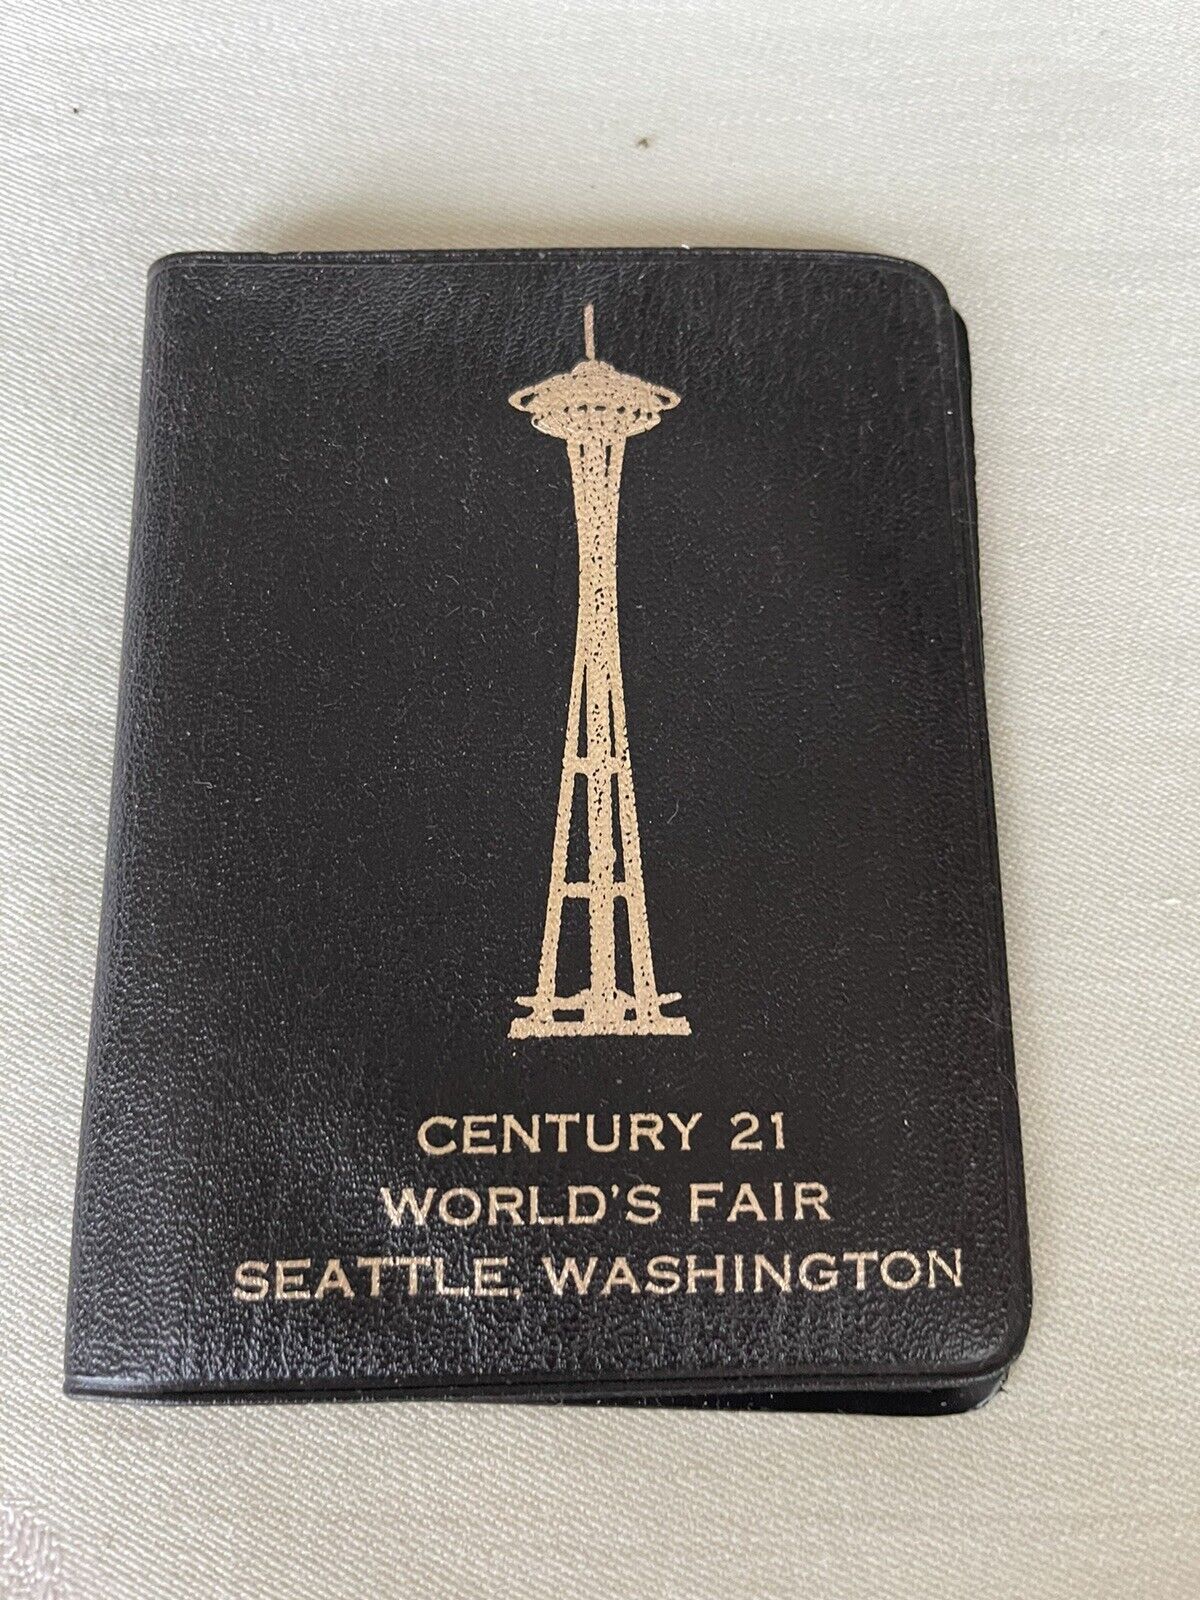 CENTURY 21
WORLD'S FAIR
SEATTLE, WASHINGTON